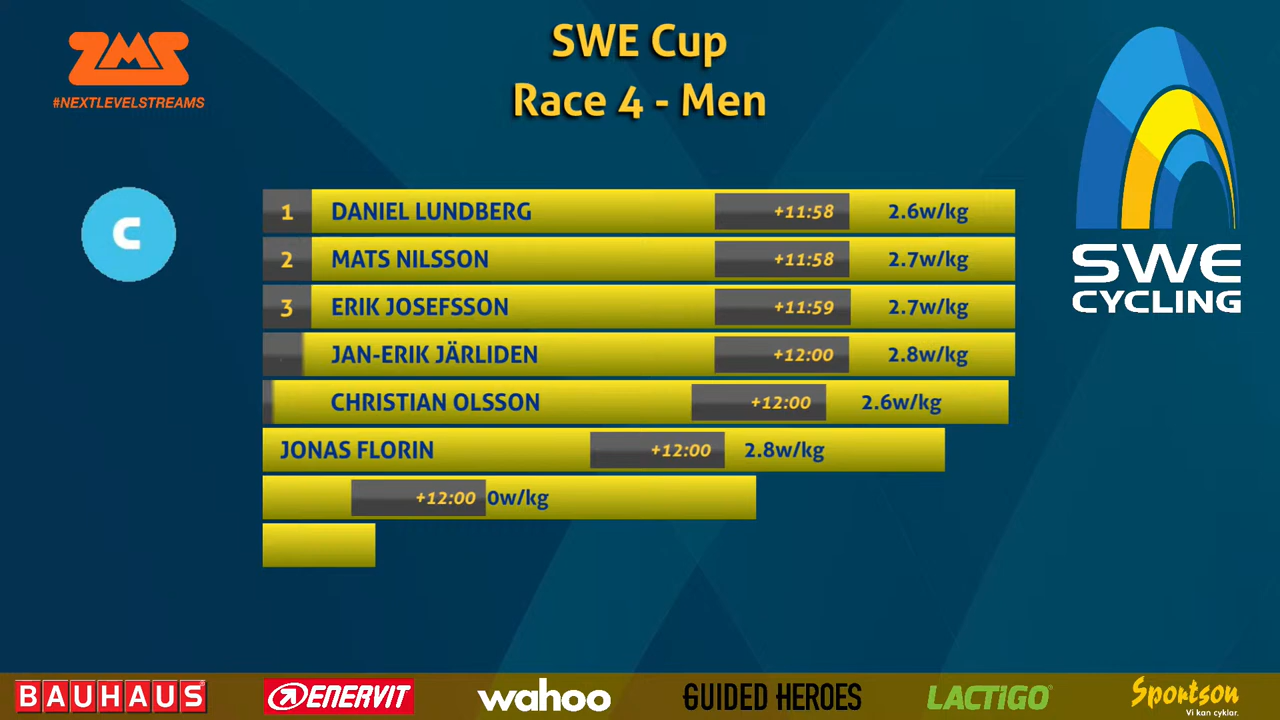 ZMS
#NEXTLEVELSTREAMS
SWE Cup
Race 4 - Men
SWE
CYCLING
C
1 DANIEL LUNDBERG +11:58 2.6w/kg
2 MATS NILSSON +11:58 2.7w/kg
3 ERIK JOSEFSSON +11:59 2.7w/kg
JAN-ERIK JÄRLIDEN +12:00 2.8w/kg
CHRISTIAN OLSSON +12:00 2.6w/kg
JONAS FLORIN +12:00 2.8w/kg
+12:00 0w/kg
BAUHAUS ENERVIT wahoo GUIDED HEROES LACTIGO Sportson
Vi kan cyklar.